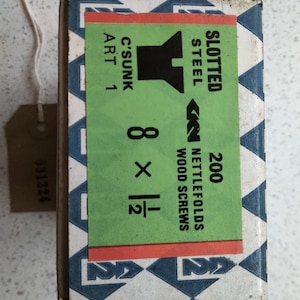 SLOTTED
STEEL
C'SUNK
ART 1
200
GKN NETTLEFOLDS
WOOD SCREWS
8 × 1½